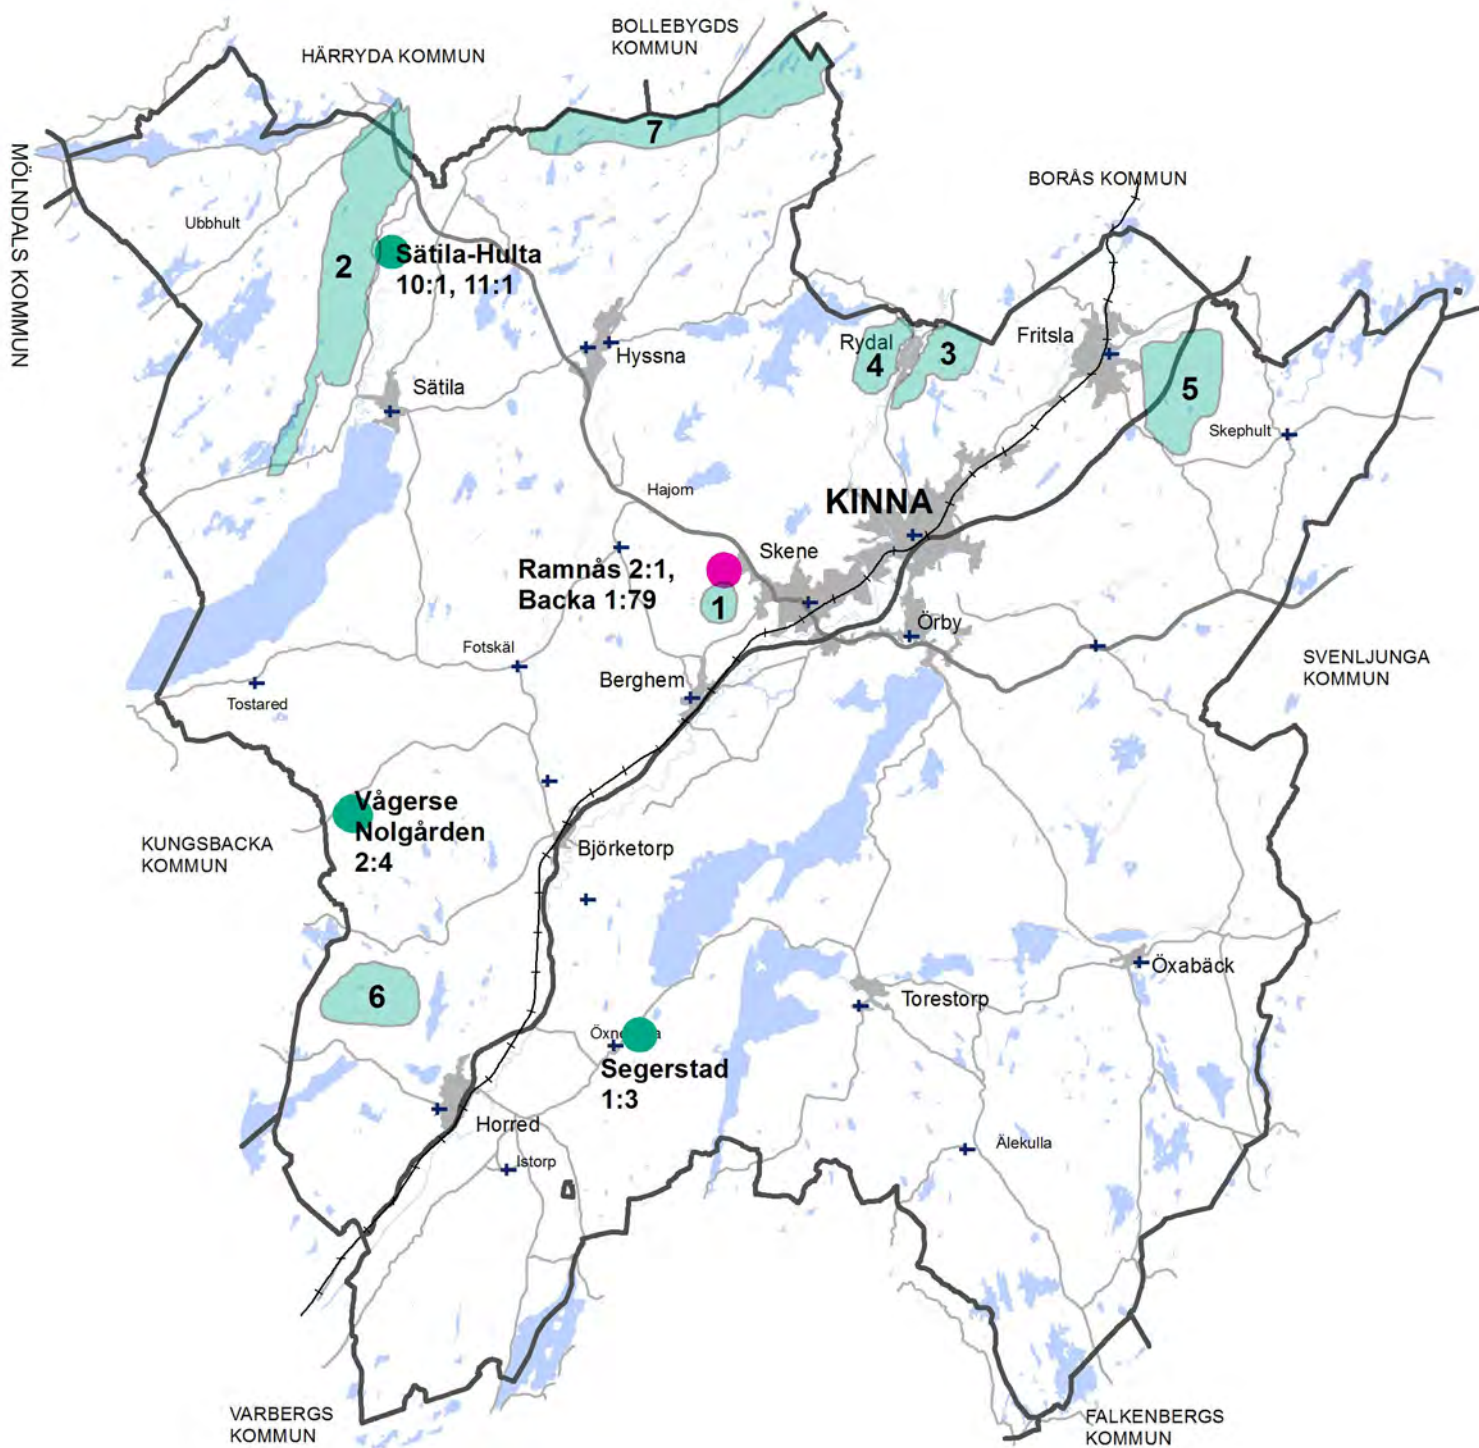 BOLLEBYGDS
KOMMUN
HÄRRYDA KOMMUN
7
MÖLNDALS KOMMUN
BORÅS KOMMUN
Ubbhult
2
Sätila-Hulta
10:1, 11:1
Hyssna
Rydal
4
3
Fritsla
5
Sätila
Skephult
Hajom
KINNA
Skene
Ramnås 2:1,
Backa 1:79
1
Örby
Fotskäl
Berghem
SVENLJUNGA
KOMMUN
Tostared
Vågerse
Nolgården
2:4
KUNGSBACKA
KOMMUN
Björketorp
6
Öxabäck
Torestorp
Segerstad
1:3
Horred
Istorp
Älekulla
VARBERGS
KOMMUN
FALKENBERGS
KOMMUN